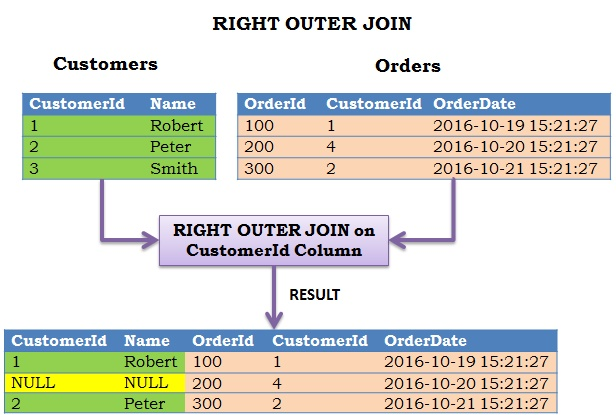 RIGHT OUTER JOIN
Customers
Orders
CustomerId Name
1 Robert
2 Peter
3 Smith
OrderId CustomerId OrderDate
100 1 2016-10-19 15:21:27
200 4 2016-10-20 15:21:27
300 2 2016-10-21 15:21:27
RIGHT OUTER JOIN on
CustomerId Column
RESULT
CustomerId Name OrderId CustomerId OrderDate
1 Robert 100 1 2016-10-19 15:21:27
NULL NULL 200 4 2016-10-20 15:21:27
2 Peter 300 2 2016-10-21 15:21:27